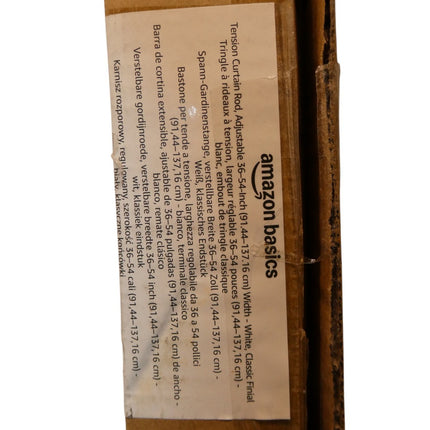 amazon basics
Tension Curtain Rod, Adjustable 36-54-inch (91,44–137,16 cm) Width - White, Classic Finial
Tringle à rideaux à tension, largeur réglable 36-54 pouces (91,44–137,16 cm) -
blanc, embout de tringle classique
Spann-Gardinenstange, verstellbare Breite 36-54 Zoll (91,44–137,16 cm) -
Weiß, klassisches Endstück
Bastone per tende a tensione, larghezza regolabile da 36 a 54 pollici
(91,44–137,16 cm) - bianco, terminale classico
Barra de cortina extensible, ajustable de 36-54 pulgadas (91,44–137,16 cm) de ancho -
blanco, remate clásico
Verstelbare gordijnroede, verstelbare breedte 36-54 inch (91,44–137,16 cm) -
wit, klassiek eindstuk
Karnisz rozporowy, regulowany, szerokość 36-54 cali (91,44–137,16 cm) -
biały, klasyczne końcówki